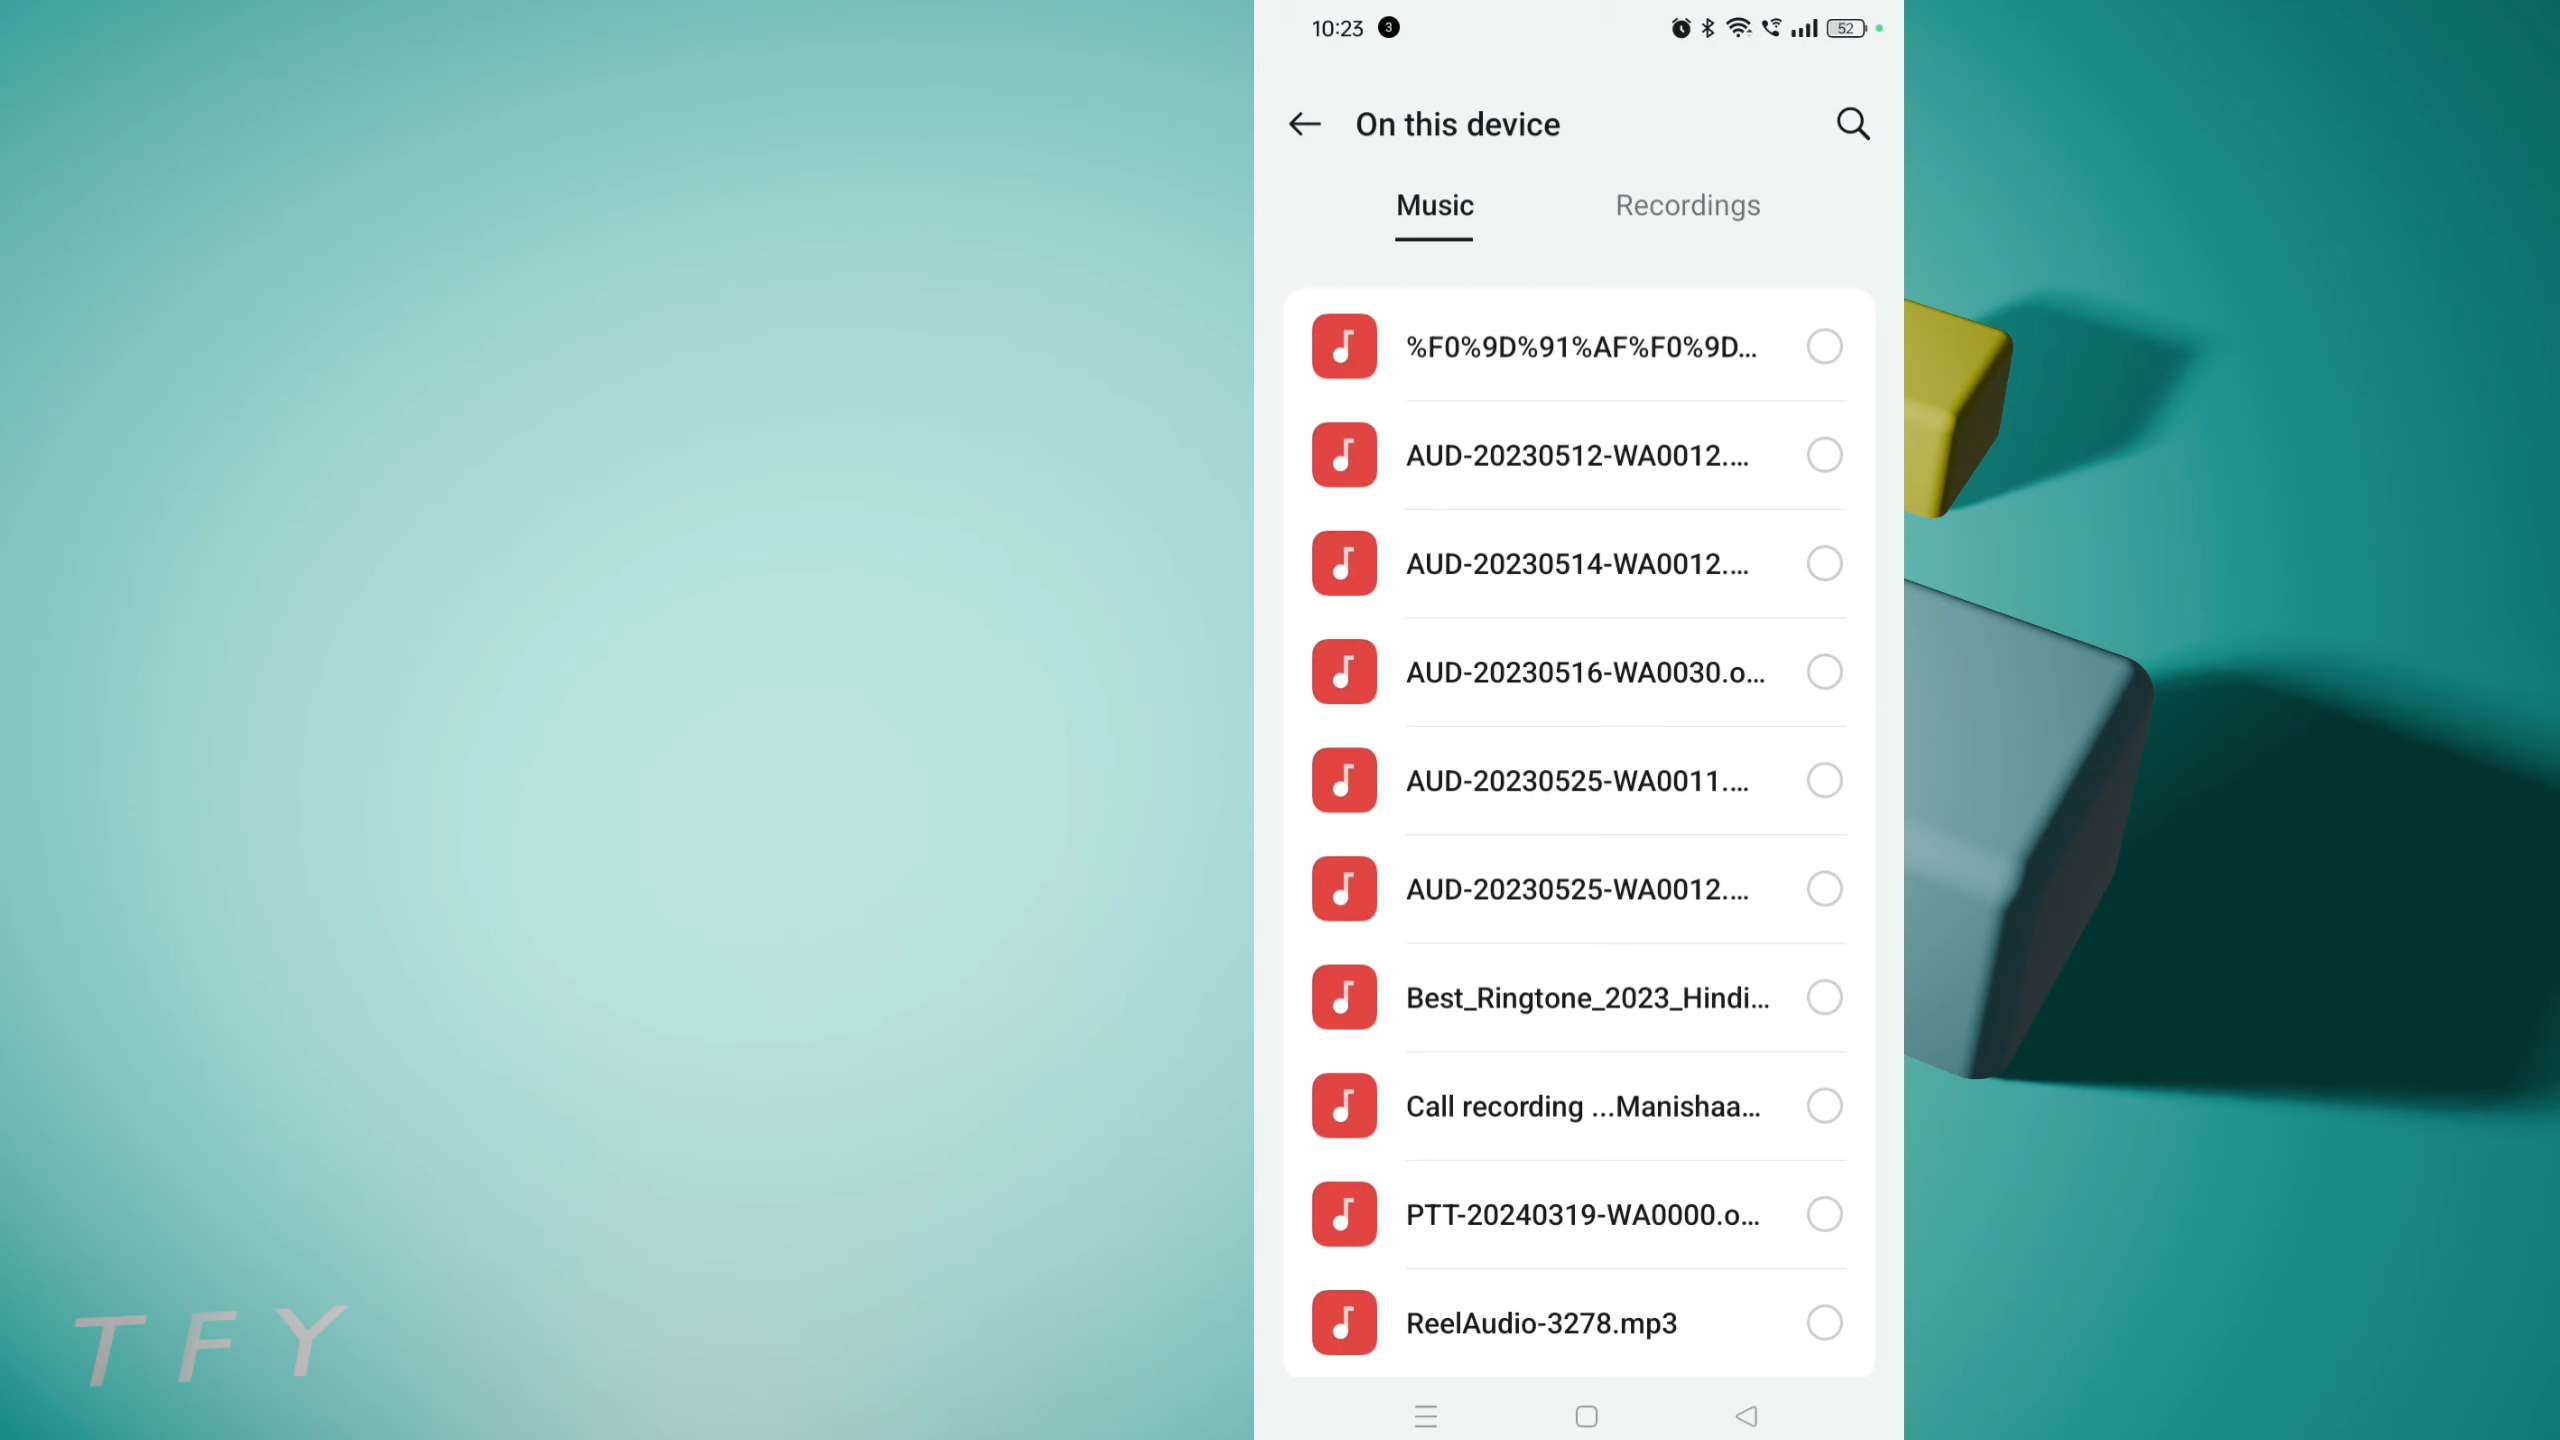 10:23 3
52
On this device
Music Recordings
%F0%9D%91%AF%F0%9D...
AUD-20230512-WA0012....
AUD-20230514-WA0012....
AUD-20230516-WA0030.o...
AUD-20230525-WA0011....
AUD-20230525-WA0012....
Best_Ringtone_2023_Hindi...
Call recording ...Manishaa...
PTT-20240319-WA0000.o...
ReelAudio-3278.mp3
TFY